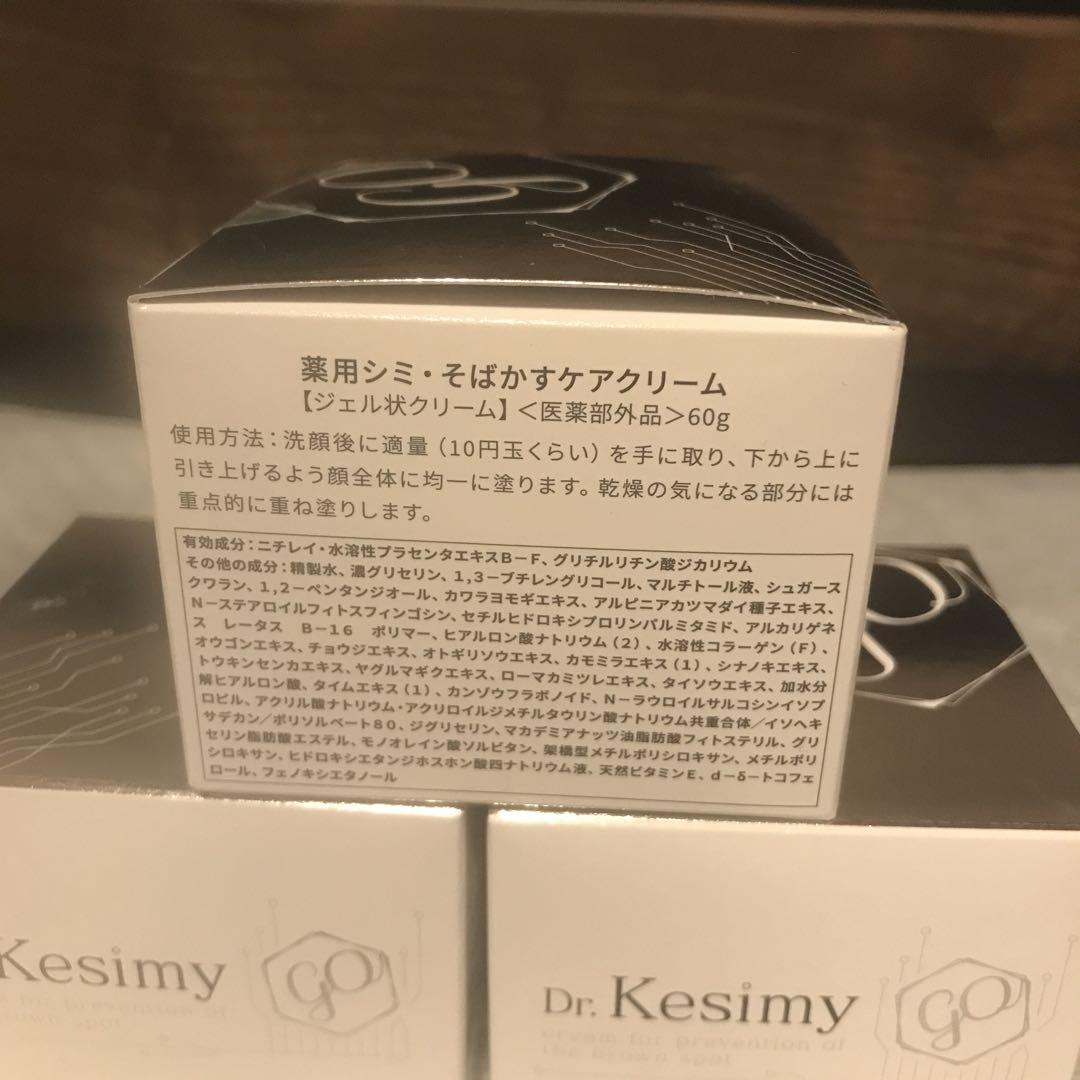 薬用シミ・そばかすケアクリーム
【ジェル状クリーム】＜医薬部外品＞60g
使用方法：洗顔後に適量（10円玉くらい）を手に取り、下から上に
引き上げるよう顔全体に均一に塗ります。乾燥の気になる部分には
重点的に重ね塗りします。
有効成分：ニチレイ・水溶性プラセンタエキスB－F、グリチルリチン酸ジカリウム
その他の成分：精製水、濃グリセリン、1,3－ブチレングリコール、マルチトール液、シュガース
クワラン、1,2－ペンタンジオール、カワラヨモギエキス、アルピニアカツマダイ種子エキス、
N－ステアロイルフィトスフィンゴシン、セチルヒドロキシプロリンパルミタミド、アルカリゲネ
ス レータス B－16 ポリマー、ヒアルロン酸ナトリウム（2）、水溶性コラーゲン（F）、
オウゴンエキス、チョウジエキス、オトギリソウエキス、カモミラエキス（1）、シナノキエキス、
トウキンセンカエキス、ヤグルマギクエキス、ローマカミツレエキス、タイソウエキス、加水分
解ヒアルロン酸、タイムエキス（1）、カンゾウフラボノイド、N－ラウロイルサルコシンイソプ
ロピル、アクリル酸ナトリウム・アクリロイルジメチルタウリン酸ナトリウム共重合体／イソヘキ
サデカン／ポリソルベート80、ジグリセリン、マカデミアナッツ油脂肪酸フィトステリル、グリ
セリン脂肪酸エステル、モノオレイン酸ソルビタン、架橋型メチルポリシロキサン、メチルポリ
シロキサン、ヒドロキシエタンジホスホン酸四ナトリウム液、天然ビタミンE、d－δ－トコフェ
ロール、フェノキシエタノール
Kesimy
for prevention of
brown spot
GO
Dr. Kesimy
cream for prevention of
the brown spot
GO